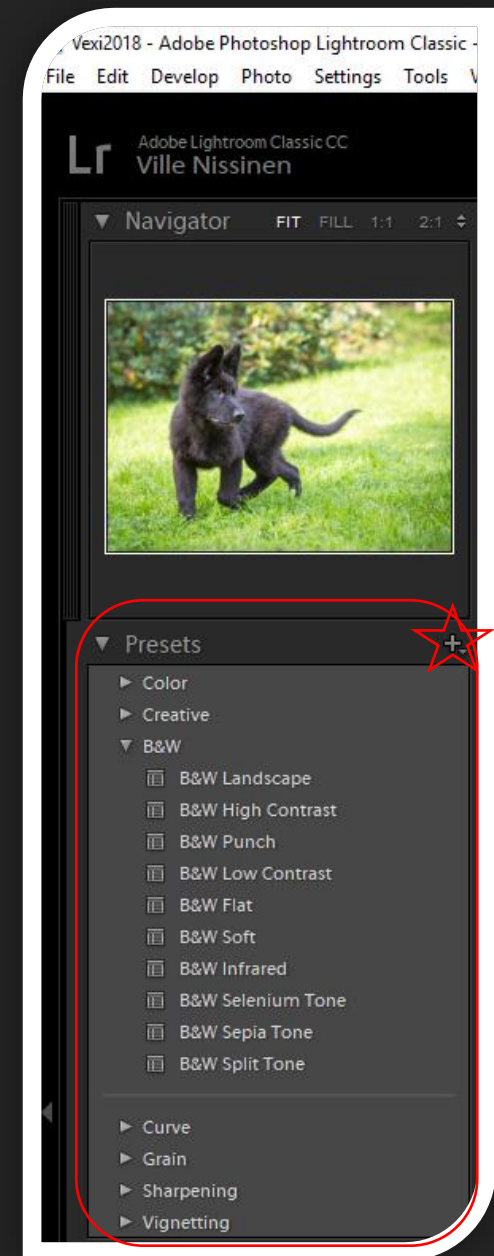 Vexi2018 - Adobe Photoshop Lightroom Classic -
File Edit Develop Photo Settings Tools
Lr
Adobe Lightroom Classic CC
Ville Nissinen
Navigator FIT FILL 1:1 2:1
Presets
Color
Creative
B&W
B&W Landscape
B&W High Contrast
B&W Punch
B&W Low Contrast
B&W Flat
B&W Soft
B&W Infrared
B&W Selenium Tone
B&W Sepia Tone
B&W Split Tone
Curve
Grain
Sharpening
Vignetting